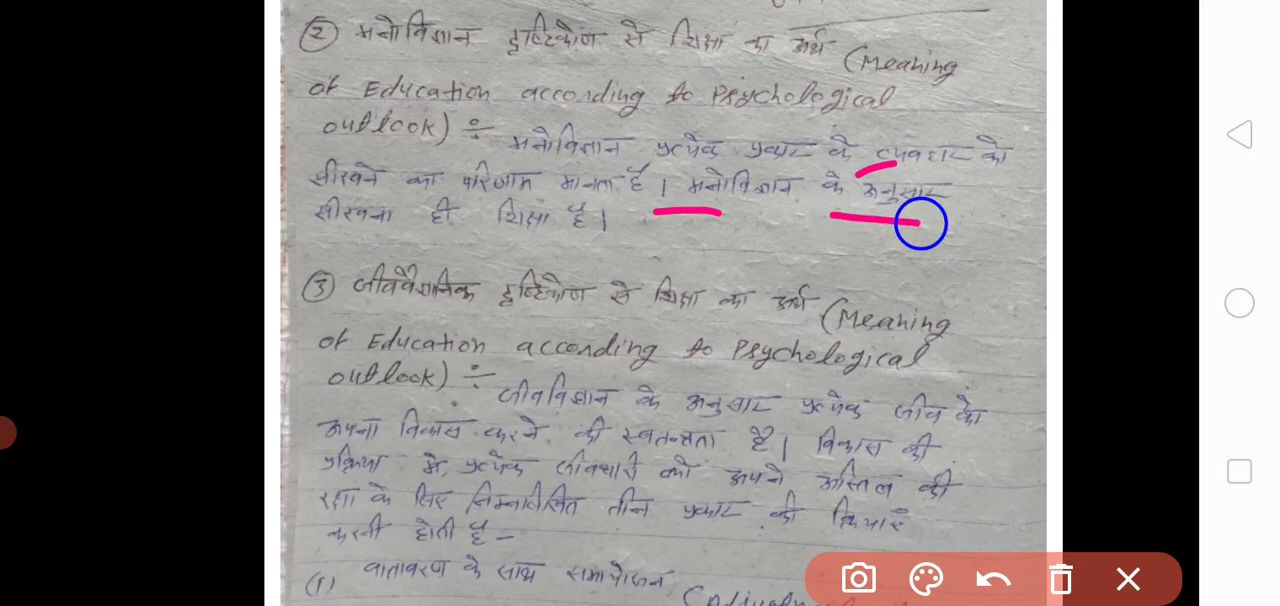 ② मनोविज्ञान दृष्टिकोण से शिक्षा का अर्थ (Meaning
of Education according to Psychological
outlook) ÷ मनोविज्ञान प्रत्येक प्रकार के व्यवहार को
सीखने का परिणाम मानता है । मनोविज्ञान के अनुसार
सीखना ही शिक्षा है।
③ जीववैज्ञानिक दृष्टिकोण से शिक्षा का अर्थ (Meaning
of Education according to Psychological
outlook) ÷ जीवविज्ञान के अनुसार प्रत्येक जीव को
अपना विकास करने की स्वतन्त्रता है। विकास की
प्रक्रिया में प्रत्येक जीवधारी को अपने अस्तित्व की
रक्षा के लिए निम्नलिखित तीन प्रकार की क्रियाएँ
करनी होती है –
(1) वातावरण के साथ समायोजन